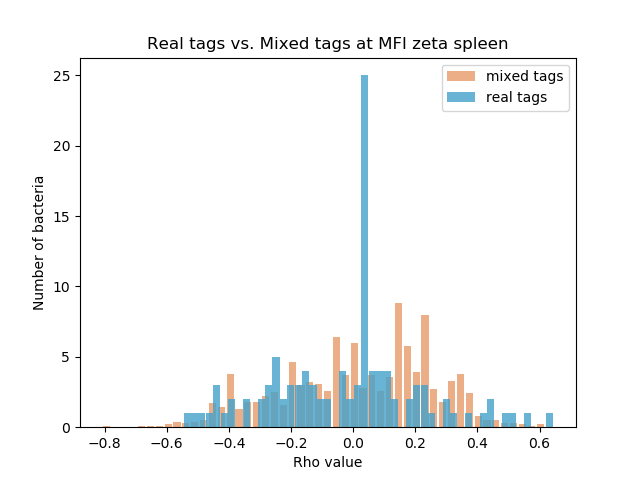 Real tags vs. Mixed tags at MFI zeta spleen
mixed tags
real tags
Number of bacteria
25
20
15
10
5
0
−0.8 −0.6 −0.4 −0.2 0.0 0.2 0.4 0.6
Rho value